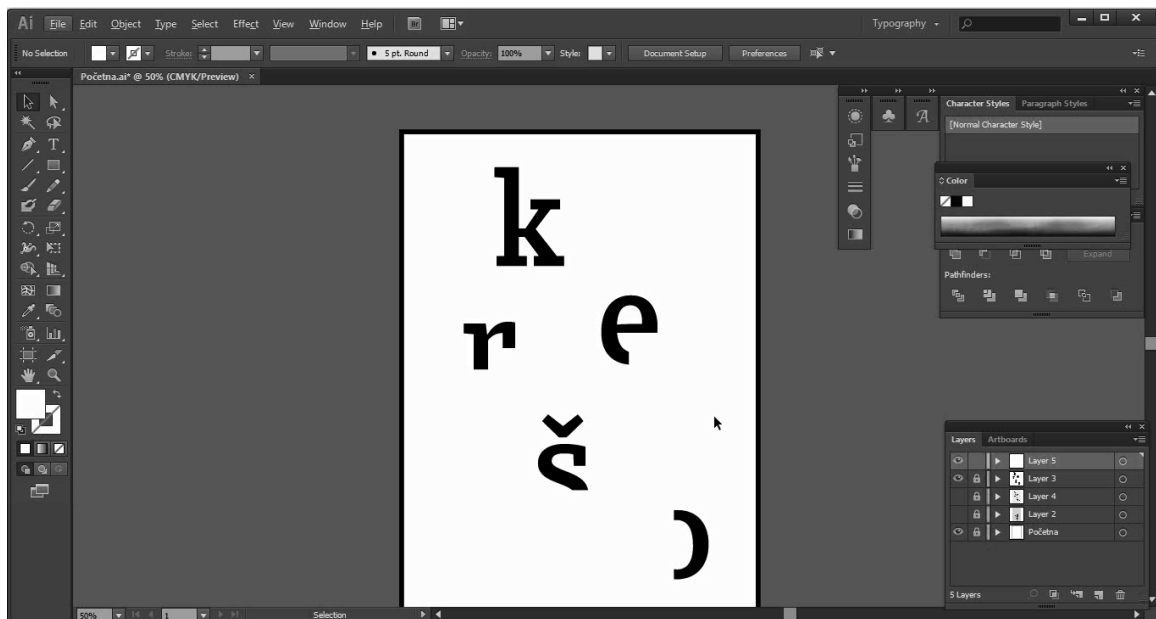 Ai File Edit Object Type Select Effect View Window Help Br Typography
No Selection Stroke: 5 pt. Round Opacity: 100% Style: Document Setup Preferences
Početna.ai* @ 50% (CMYK/Preview) ×
Character Styles Paragraph Styles
[Normal Character Style]
Color
Expand
Pathfinders:
k
r e
š
Layers Artboards
Layer 5
Layer 3
Layer 4
Layer 2
Početna
5 Layers
50% 1 Selection